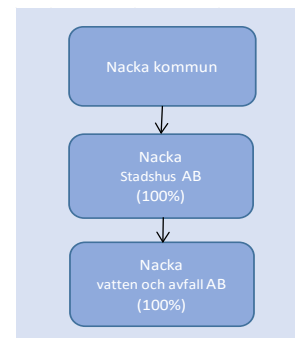 Nacka kommun
Nacka
Stadshus AB
(100%)
Nacka
vatten och avfall AB
(100%)